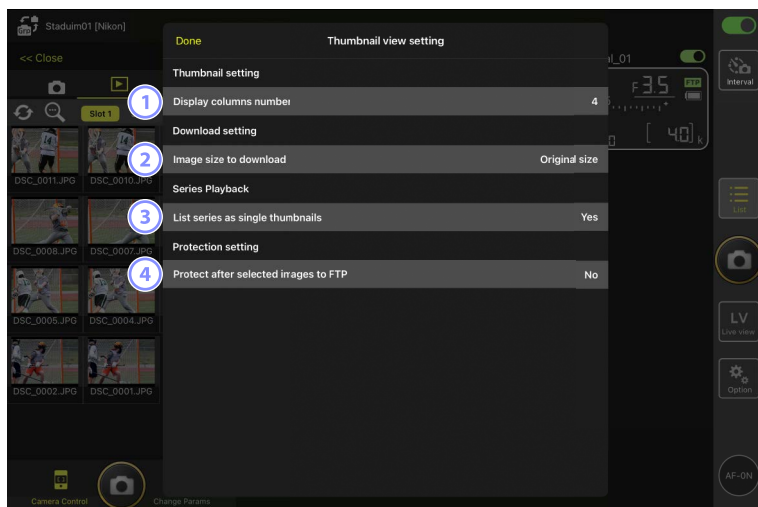 Staduim01 [Nikon]
<< Close
Slot 1
DSC_0011.JPG DSC_0010.JPG
DSC_0008.JPG DSC_0007.JPG
DSC_0005.JPG DSC_0004.JPG
DSC_0002.JPG DSC_0001.JPG
Camera Control
Change Params
Done
Thumbnail view setting
Thumbnail setting
1 Display columns number 4
Download setting
2 Image size to download Original size
Series Playback
3 List series as single thumbnails Yes
Protection setting
4 Protect after selected images to FTP No
al_01
F3.5 FTP
[4.0]k
Interval
List
LV
Live view
Option
AF-ON